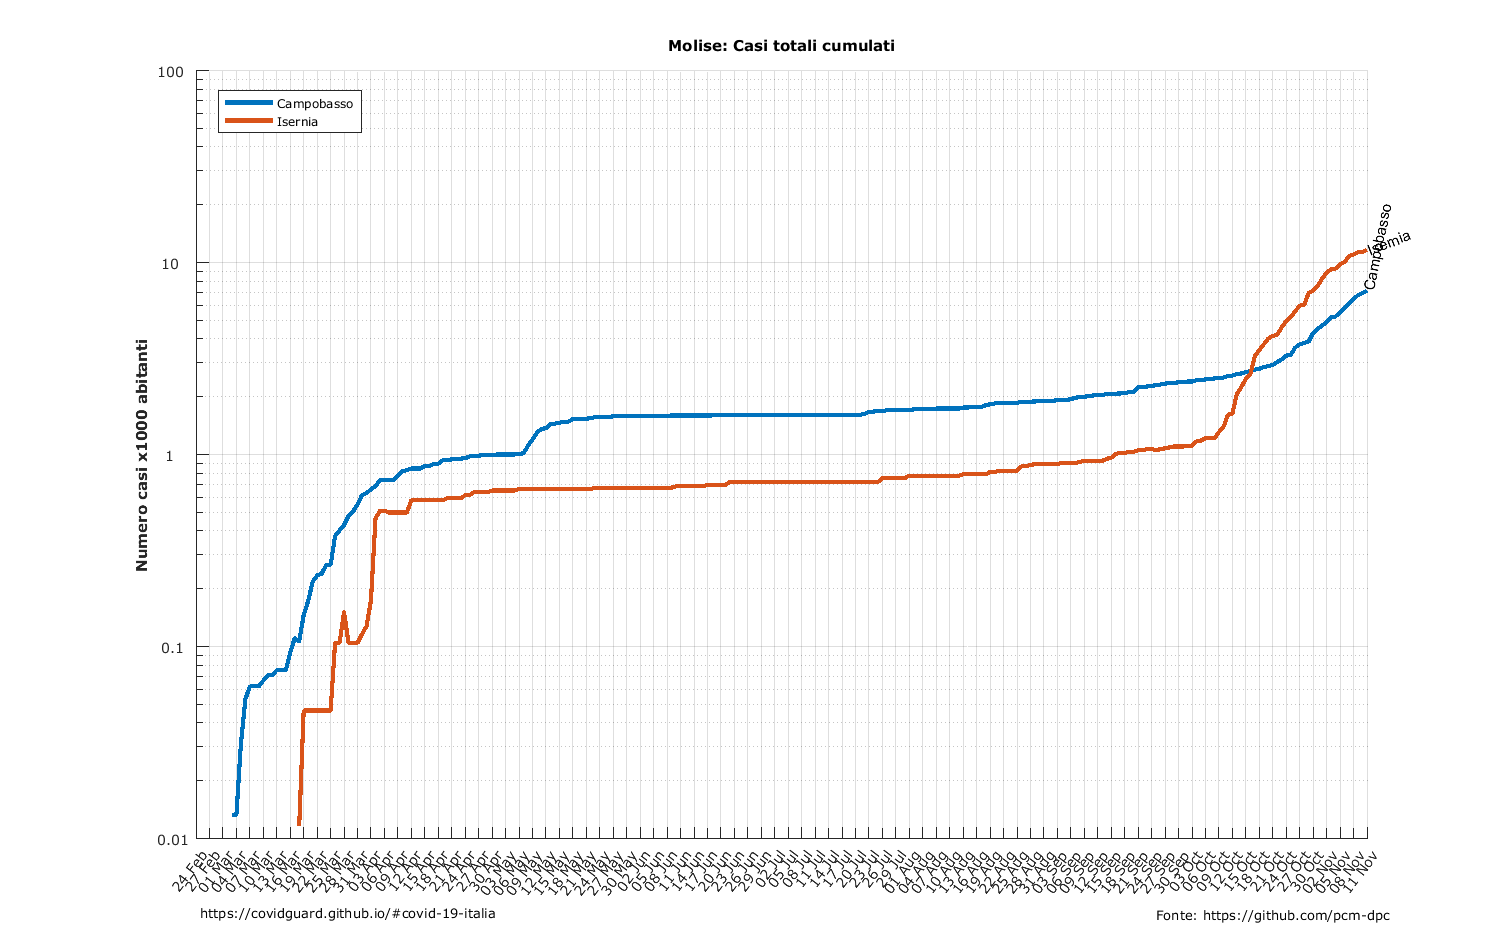 Molise: Casi totali cumulati
Campobasso
Isernia
Numero casi x1000 abitanti
100
10
1
0.1
0.01
Campobasso
Isernia
24 Feb
27 Feb
01 Mar
04 Mar
07 Mar
10 Mar
13 Mar
16 Mar
19 Mar
22 Mar
25 Mar
28 Mar
31 Mar
03 Apr
06 Apr
09 Apr
12 Apr
15 Apr
18 Apr
21 Apr
24 Apr
27 Apr
30 Apr
03 May
06 May
09 May
12 May
15 May
18 May
21 May
24 May
27 May
30 May
02 Jun
05 Jun
08 Jun
11 Jun
14 Jun
17 Jun
20 Jun
23 Jun
26 Jun
29 Jun
02 Jul
05 Jul
08 Jul
11 Jul
14 Jul
17 Jul
20 Jul
23 Jul
26 Jul
29 Jul
01 Aug
04 Aug
07 Aug
10 Aug
13 Aug
16 Aug
19 Aug
22 Aug
25 Aug
28 Aug
31 Aug
03 Sep
06 Sep
09 Sep
12 Sep
15 Sep
18 Sep
21 Sep
24 Sep
27 Sep
30 Sep
03 Oct
06 Oct
09 Oct
12 Oct
15 Oct
18 Oct
21 Oct
24 Oct
27 Oct
30 Oct
02 Nov
05 Nov
08 Nov
11 Nov
https://covidguard.github.io/#covid-19-italia
Fonte: https://github.com/pcm-dpc